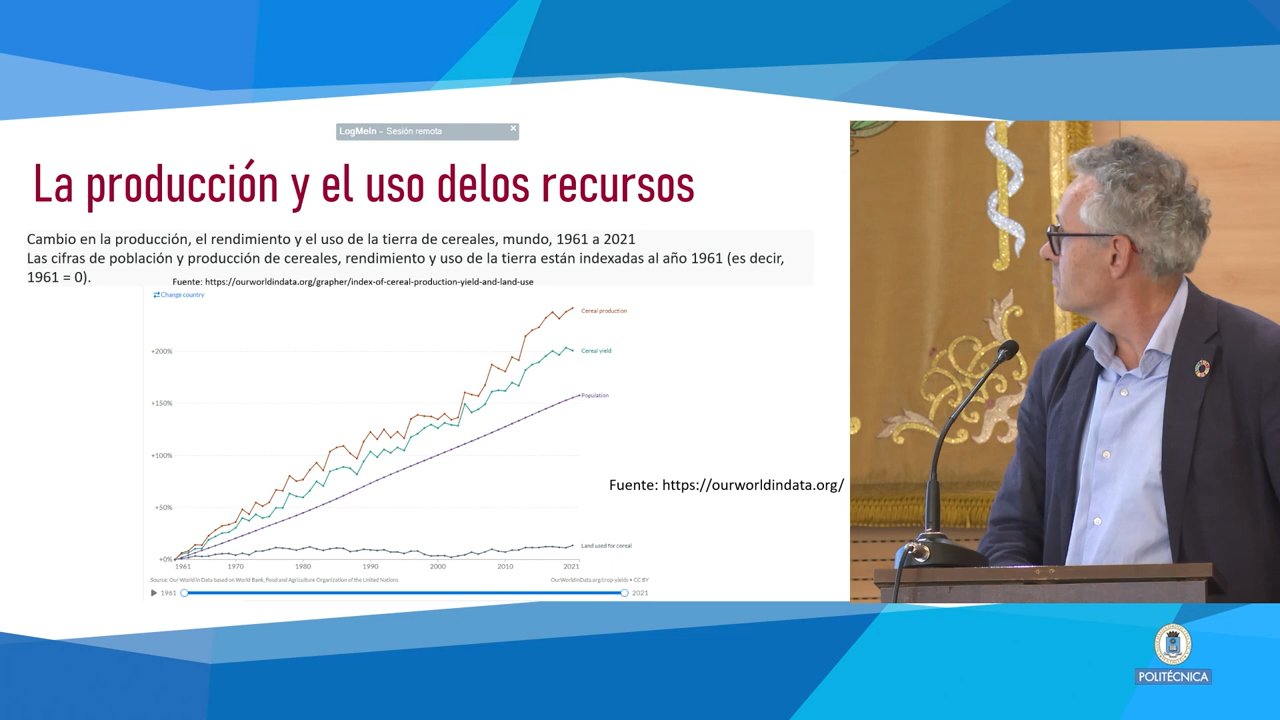 LogMeIn - Sesión remota
La producción y el uso delos recursos
Cambio en la producción, el rendimiento y el uso de la tierra de cereales, mundo, 1961 a 2021
Las cifras de población y producción de cereales, rendimiento y uso de la tierra están indexadas al año 1961 (es decir,
1961 = 0).
Fuente: https://ourworldindata.org/grapher/index-of-cereal-production-yield-and-land-use
Change country
Cereal production
+200%
Cereal yield
+150%
Population
+100%
Fuente: https://ourworldindata.org/
+50%
Land used for cereal
+0%
1961 1970 1980 1990 2000 2010 2021
Source: Our World in Data based on World Bank, Food and Agriculture Organization of the United Nations
OurWorldInData.org/crop-yields • CC BY
1961 2021
POLITÉCNICA